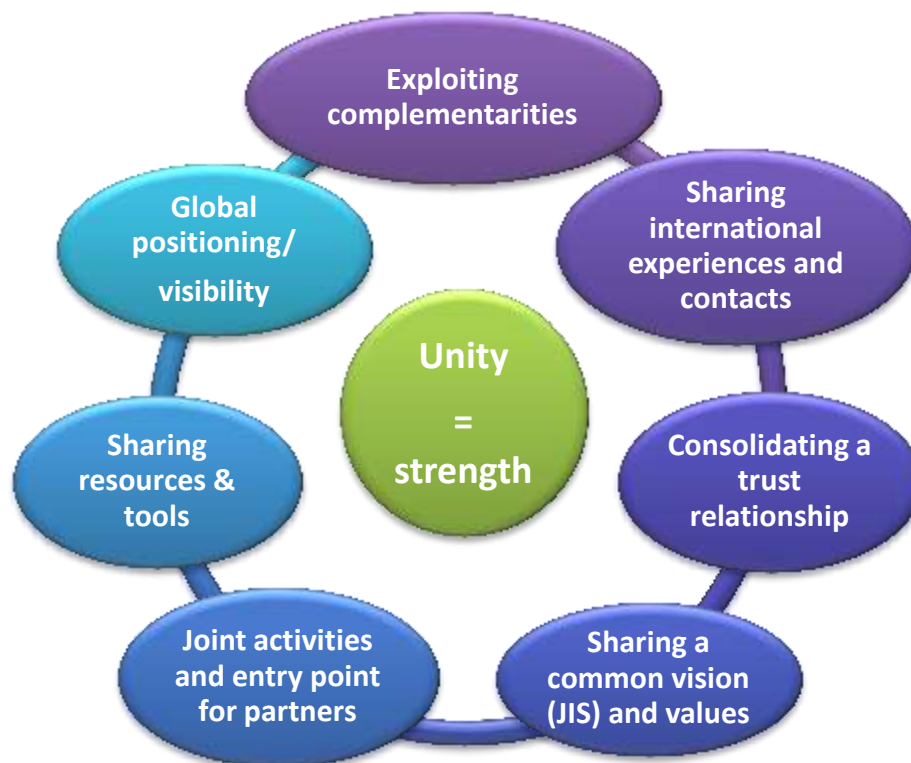 Exploiting
complementarities
Sharing
international
experiences and
contacts
Consolidating a
trust
relationship
Sharing a
common vision
(JIS) and values
Joint activities
and entry point
for partners
Sharing
resources &
tools
Global
positioning/
visibility
Unity
=
strength